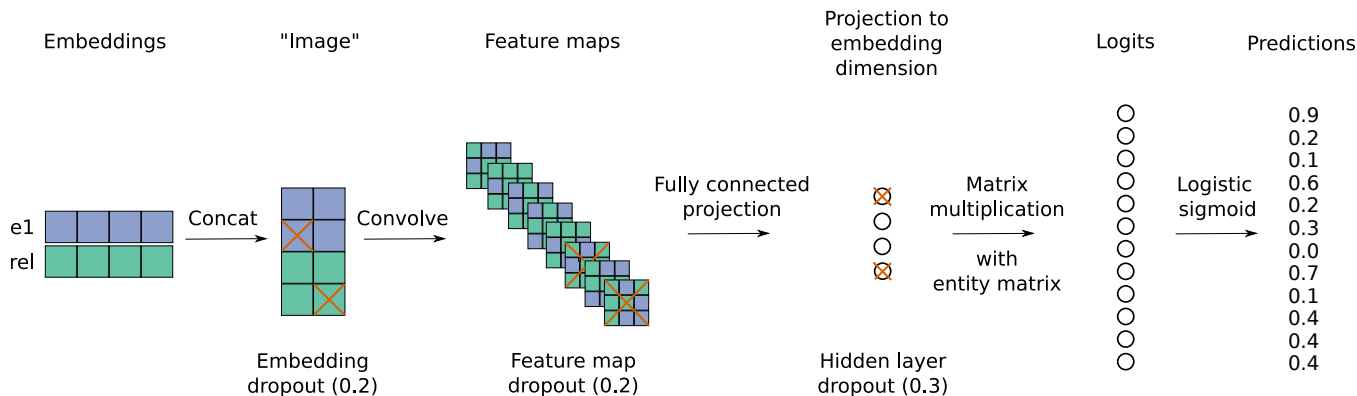 Embeddings
"Image"
Feature maps
Projection to
embedding
dimension
Logits
Predictions
e1
rel
Concat
Convolve
Fully connected
projection
Matrix
multiplication
with
entity matrix
Logistic
sigmoid
0.9
0.2
0.1
0.6
0.2
0.3
0.0
0.7
0.1
0.4
0.4
0.4
Embedding
dropout (0.2)
Feature map
dropout (0.2)
Hidden layer
dropout (0.3)